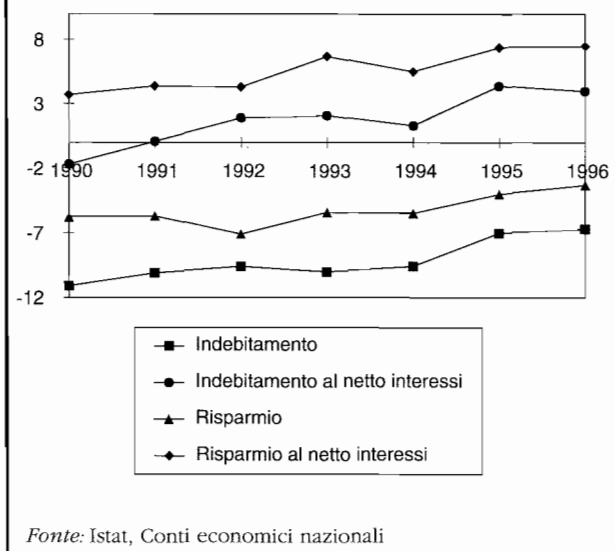 8
3
-2
1990 1991 1992 1993 1994 1995 1996
-7
-12
Indebitamento
Indebitamento al netto interessi
Risparmio
Risparmio al netto interessi
Fonte: Istat, Conti economici nazionali